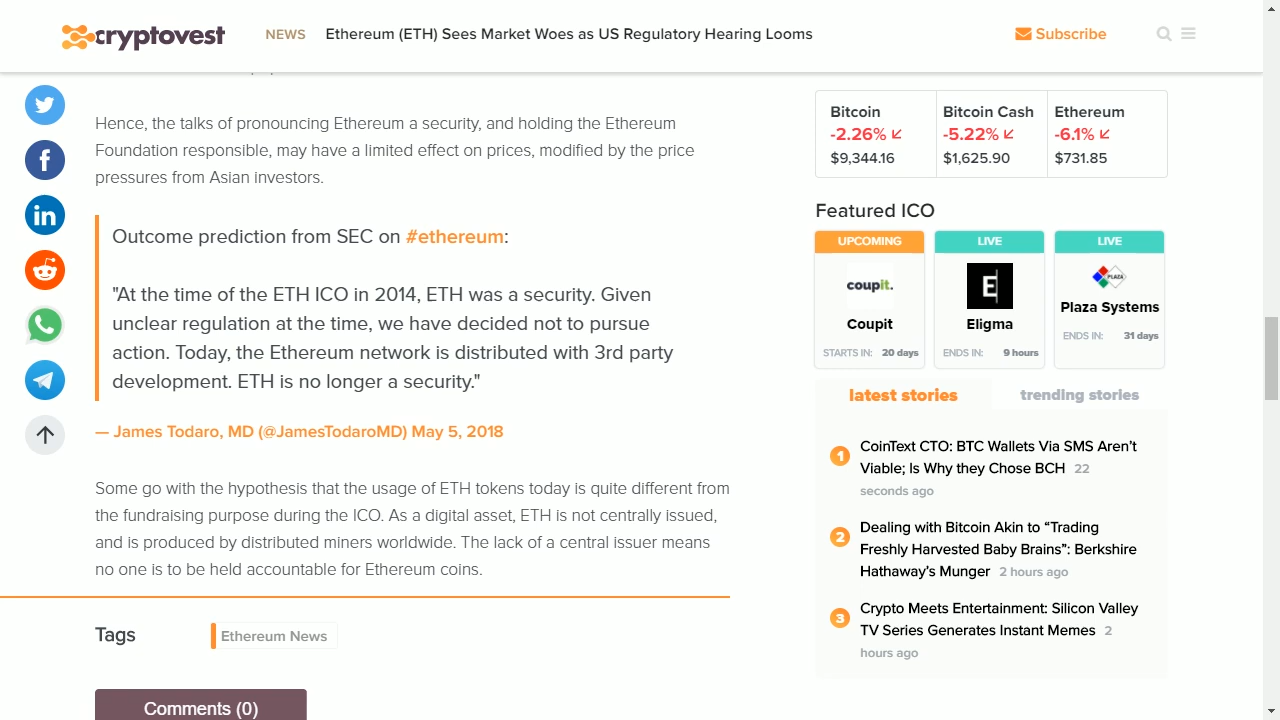 cryptovest
NEWS
Ethereum (ETH) Sees Market Woes as US Regulatory Hearing Looms
Subscribe
Hence, the talks of pronouncing Ethereum a security, and holding the Ethereum
Foundation responsible, may have a limited effect on prices, modified by the price
pressures from Asian investors.
Outcome prediction from SEC on #ethereum:
"At the time of the ETH ICO in 2014, ETH was a security. Given
unclear regulation at the time, we have decided not to pursue
action. Today, the Ethereum network is distributed with 3rd party
development. ETH is no longer a security."
— James Todaro, MD (@JamesTodaroMD) May 5, 2018
Some go with the hypothesis that the usage of ETH tokens today is quite different from
the fundraising purpose during the ICO. As a digital asset, ETH is not centrally issued,
and is produced by distributed miners worldwide. The lack of a central issuer means
no one is to be held accountable for Ethereum coins.
Tags
Ethereum News
Comments (0)
Bitcoin
-2.26%
$9,344.16
Bitcoin Cash
-5.22%
$1,625.90
Ethereum
-6.1%
$731.85
Featured ICO
UPCOMING
coupit.
Coupit
STARTS IN: 20 days
LIVE
E
Eligma
ENDS IN: 9 hours
LIVE
PLAZA
Plaza Systems
ENDS IN: 31 days
latest stories
trending stories
1
CoinText CTO: BTC Wallets Via SMS Aren't
Viable; Is Why they Chose BCH 22
seconds ago
2
Dealing with Bitcoin Akin to “Trading
Freshly Harvested Baby Brains”: Berkshire
Hathaway's Munger 2 hours ago
3
Crypto Meets Entertainment: Silicon Valley
TV Series Generates Instant Memes 2
hours ago